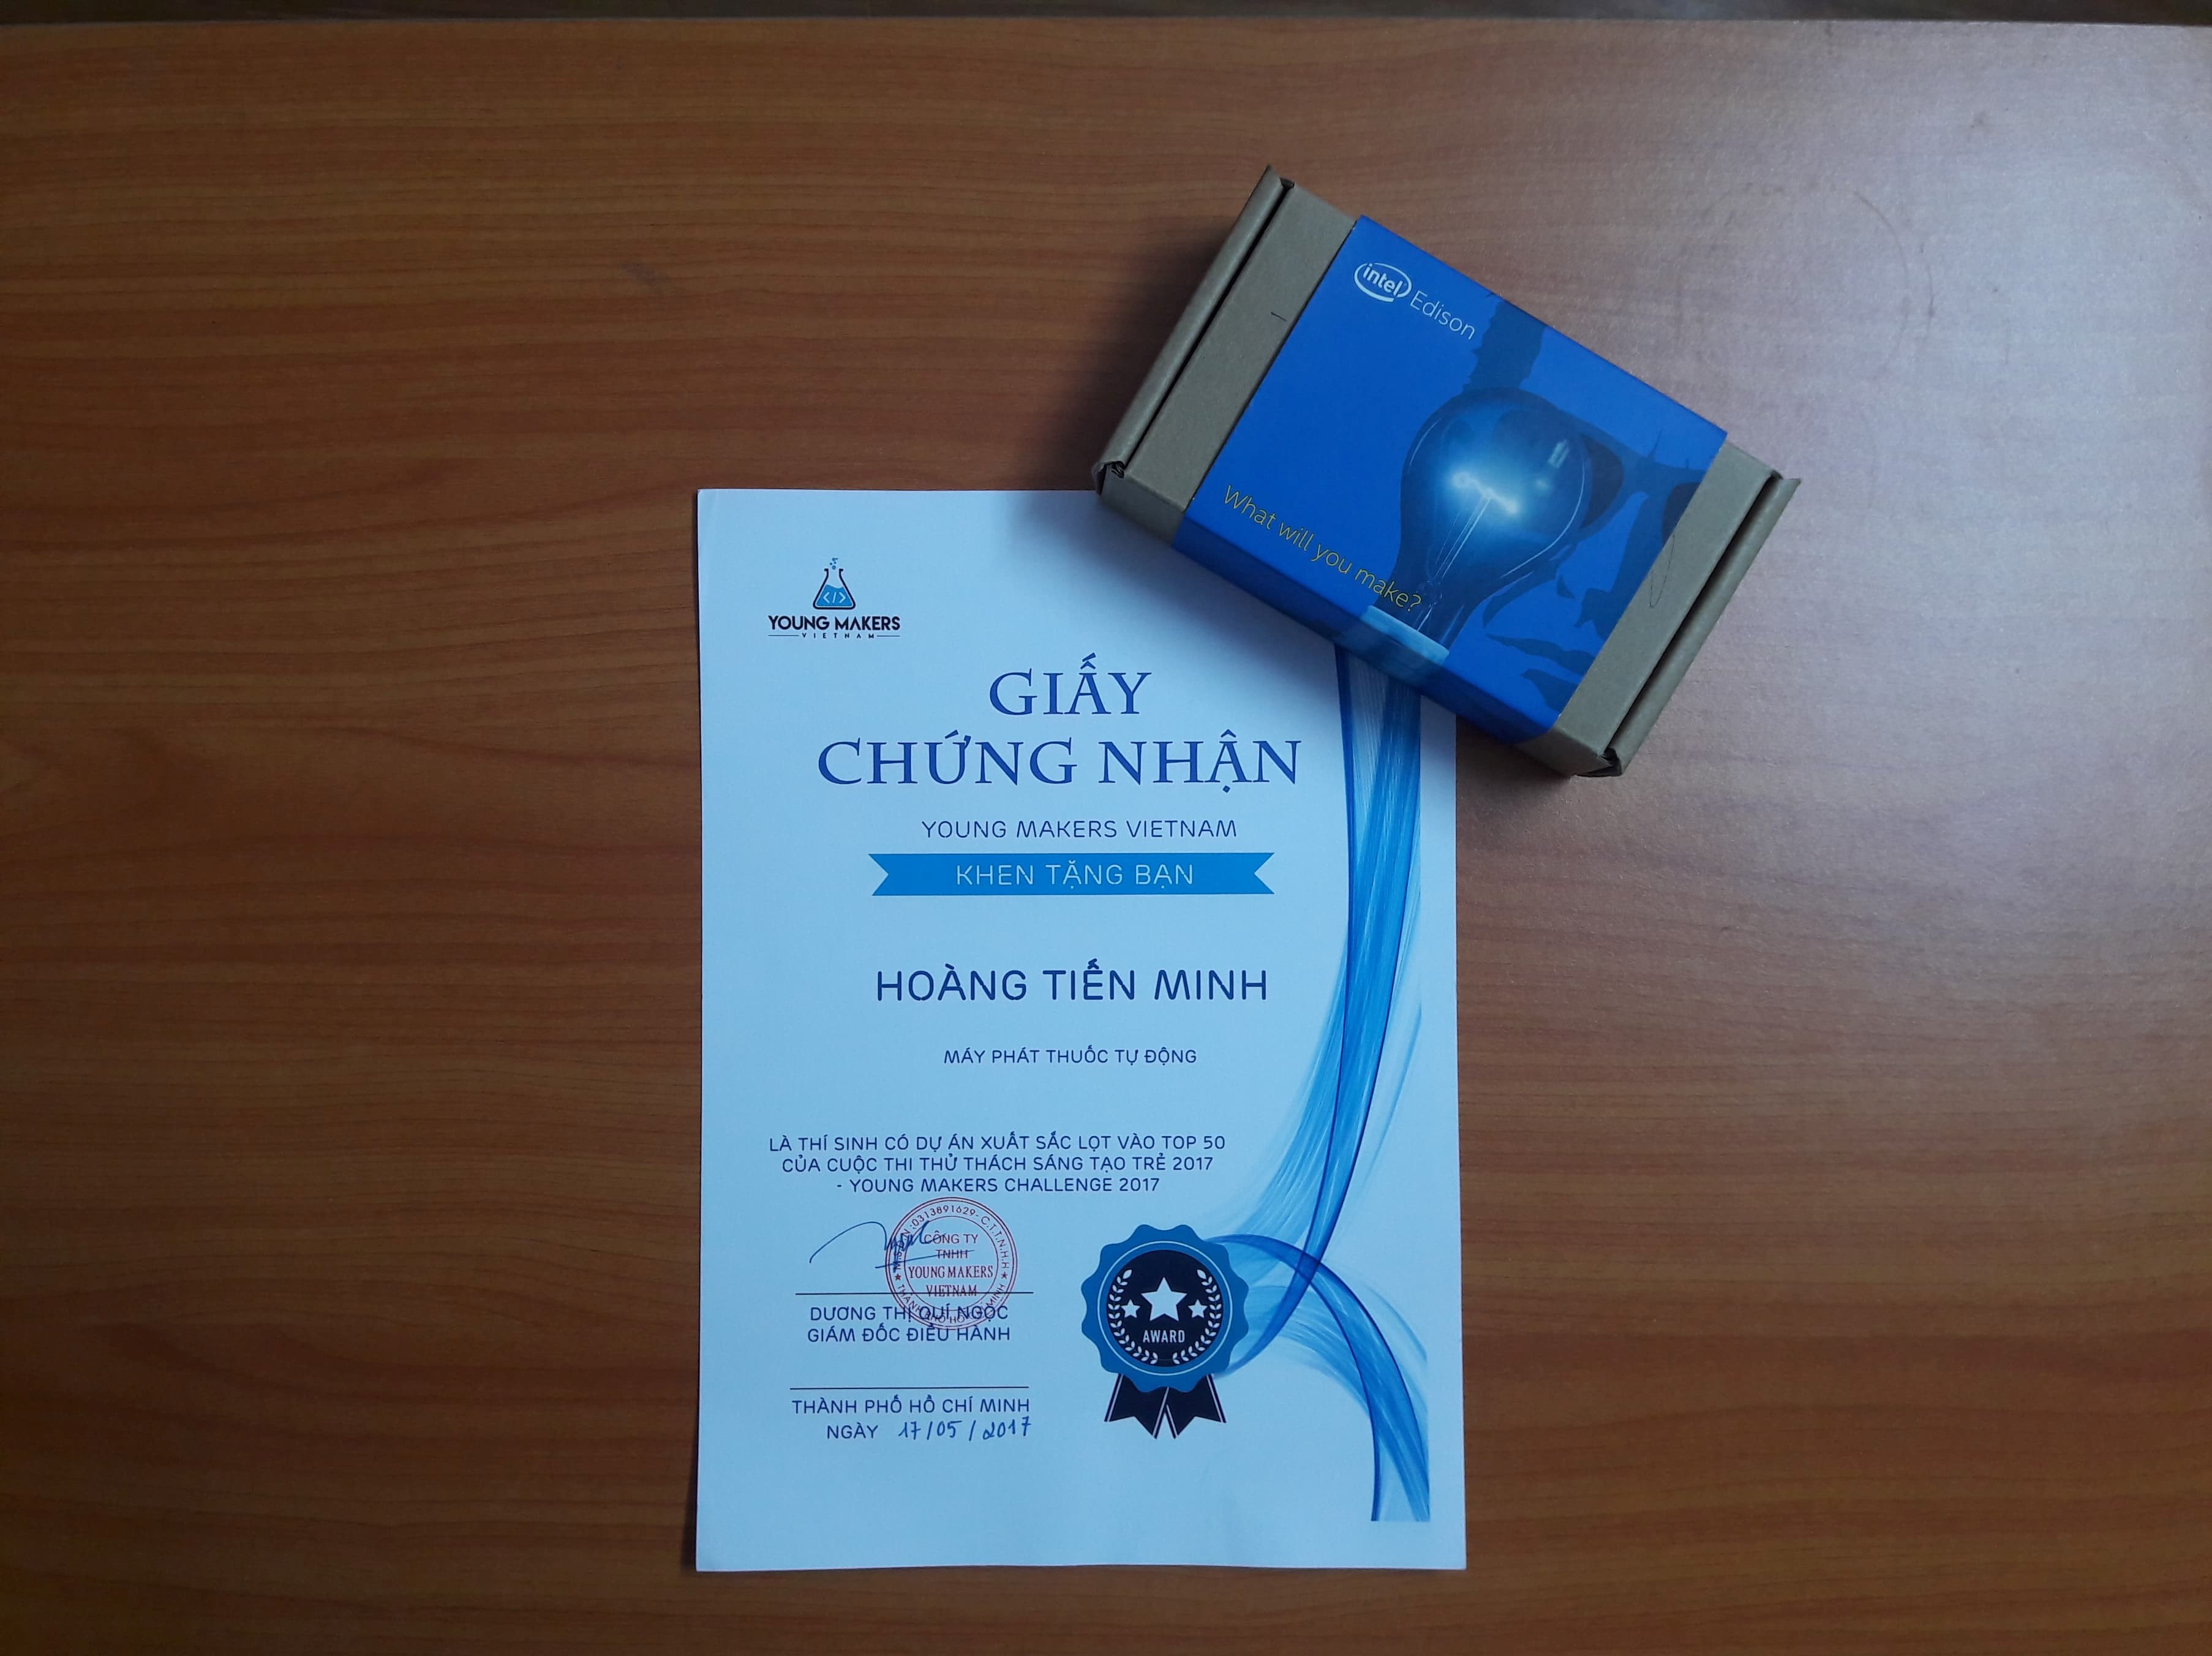 intel Edison
What will you make?
</>
YOUNG MAKERS
VIETNAM
GIẤY
CHỨNG NHẬN
YOUNG MAKERS VIETNAM
KHEN TẶNG BẠN
HOÀNG TIẾN MINH
MÁY PHÁT THUỐC TỰ ĐỘNG
LÀ THÍ SINH CÓ DỰ ÁN XUẤT SẮC LỌT VÀO TOP 50
CỦA CUỘC THI THỬ THÁCH SÁNG TẠO TRẺ 2017
- YOUNG MAKERS CHALLENGE 2017
0313891629 - C.T.T.N.H.H
CÔNG TY
TNHH
YOUNG MAKERS
VIETNAM
DƯƠNG THỊ QUÍ NGỌC
GIÁM ĐỐC ĐIỀU HÀNH
THÀNH PHỐ HỒ CHÍ MINH
NGÀY 17/05/2017
AWARD